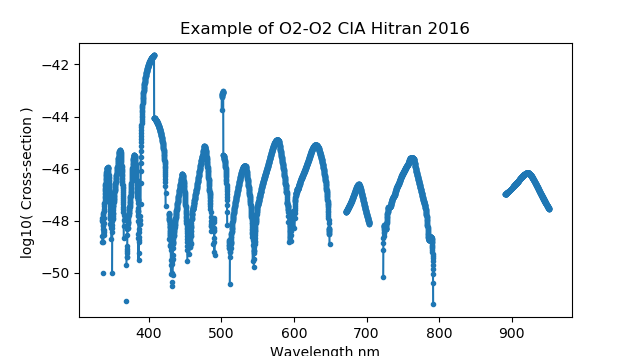 Example of O2-O2 CIA Hitran 2016
log10( Cross-section )
−42
−44
−46
−48
−50
400 500 600 700 800 900
Wavelength nm